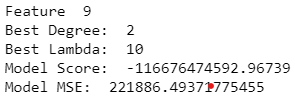 Feature  9
Best Degree:  2
Best Lambda:  10
Model Score:  -116676474592.96739
Model MSE:  221886.49371775455